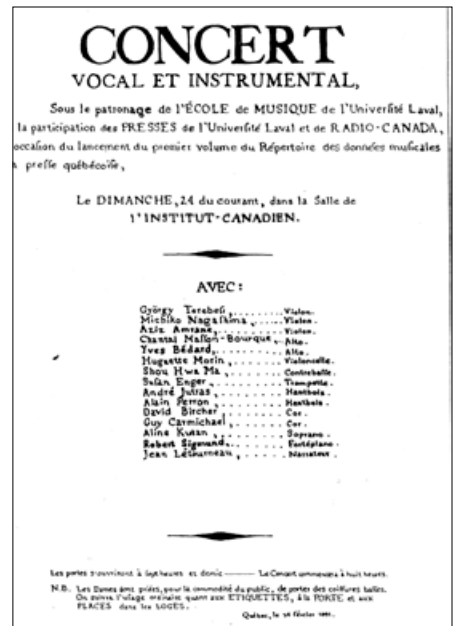 CONCERT
VOCAL ET INSTRUMENTAL,
Sous le patronage de l'ÉCOLE de MUSIQUE de l'Univerſité Laval,
la participation des PRESSES de l'Univerſité Laval et de RADIO-CANADA,
occaſion du lancement du premier volume du Répertoire des données muſicales
preſſe québécoiſe,
Le DIMANCHE, 24 du courant, dans la Salle de
l'INSTITUT-CANADIEN.
AVEC:
György Terebeſi, ........ Violon.
Michiko Nagaſhima, ..... Violon.
Aziz Amrane, ........ Violon.
Chantal Maſſon-Bourque, Alto.
Yves Bédard, ........ Alto.
Huguette Morin, ....... Violoncelle.
Shou Hwa Ma, ....... Contrebaſſe.
Suſan Enger, ....... Trompette.
André Jutras, ....... Hautbois.
Alain Perron, ....... Hautbois.
David Bircher, ....... Cor.
Guy Carmichael, ...... Cor.
Aline Kutan, ....... Soprano.
Robert Sigmund, ...... Fortépiano.
Jean Létourneau, ...... Narrateur.
Les portes s'ouvriront à ſept heures et demie ——— Le Concert commencera à huit heures.
N.B. Les Dames ſont priées, pour la commodité du public, de porter des coiffures baſſes.
On ſuivra l'uſage ordinaire quant aux ETIQUETTES, à la PORTE et aux
PLACES dans les LOGES.
Québec, le février